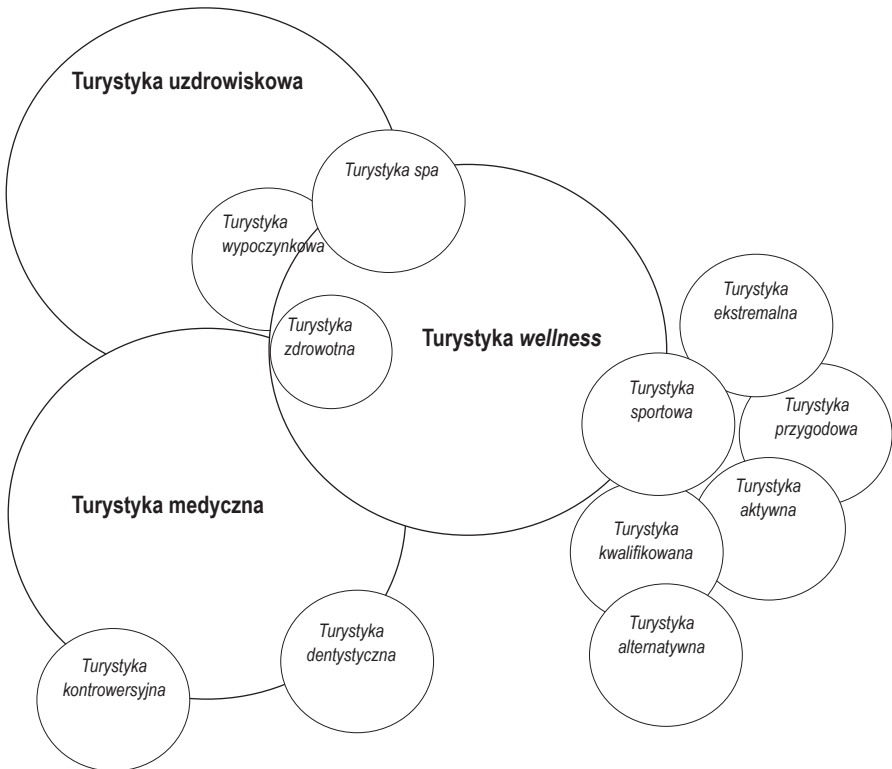 Turystyka uzdrowiskowa
Turystyka spa
Turystyka
wypoczynkowa
Turystyka
ekstremalna
Turystyka
zdrowotna
Turystyka wellness
Turystyka
sportowa
Turystyka
przygodowa
Turystyka medyczna
Turystyka
aktywna
Turystyka
kwalifikowana
Turystyka
dentystyczna
Turystyka
alternatywna
Turystyka
kontrowersyjna